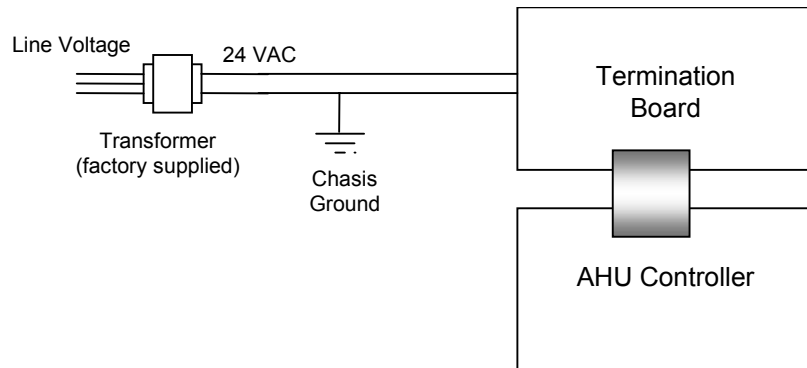 Line Voltage
24 VAC
Transformer
(factory supplied)
Chasis
Ground
Termination
Board
AHU Controller